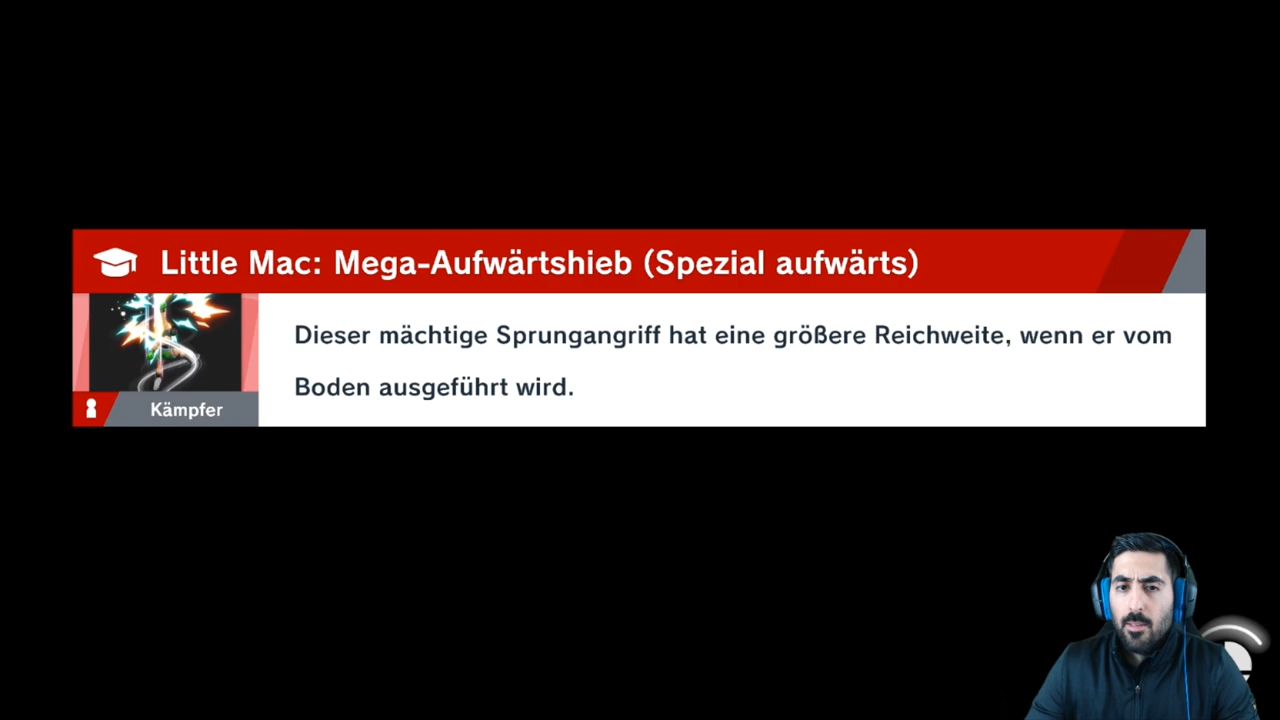 Little Mac: Mega-Aufwärtshieb (Spezial aufwärts)
Dieser mächtige Sprungangriff hat eine größere Reichweite, wenn er vom
Boden ausgeführt wird.
Kämpfer